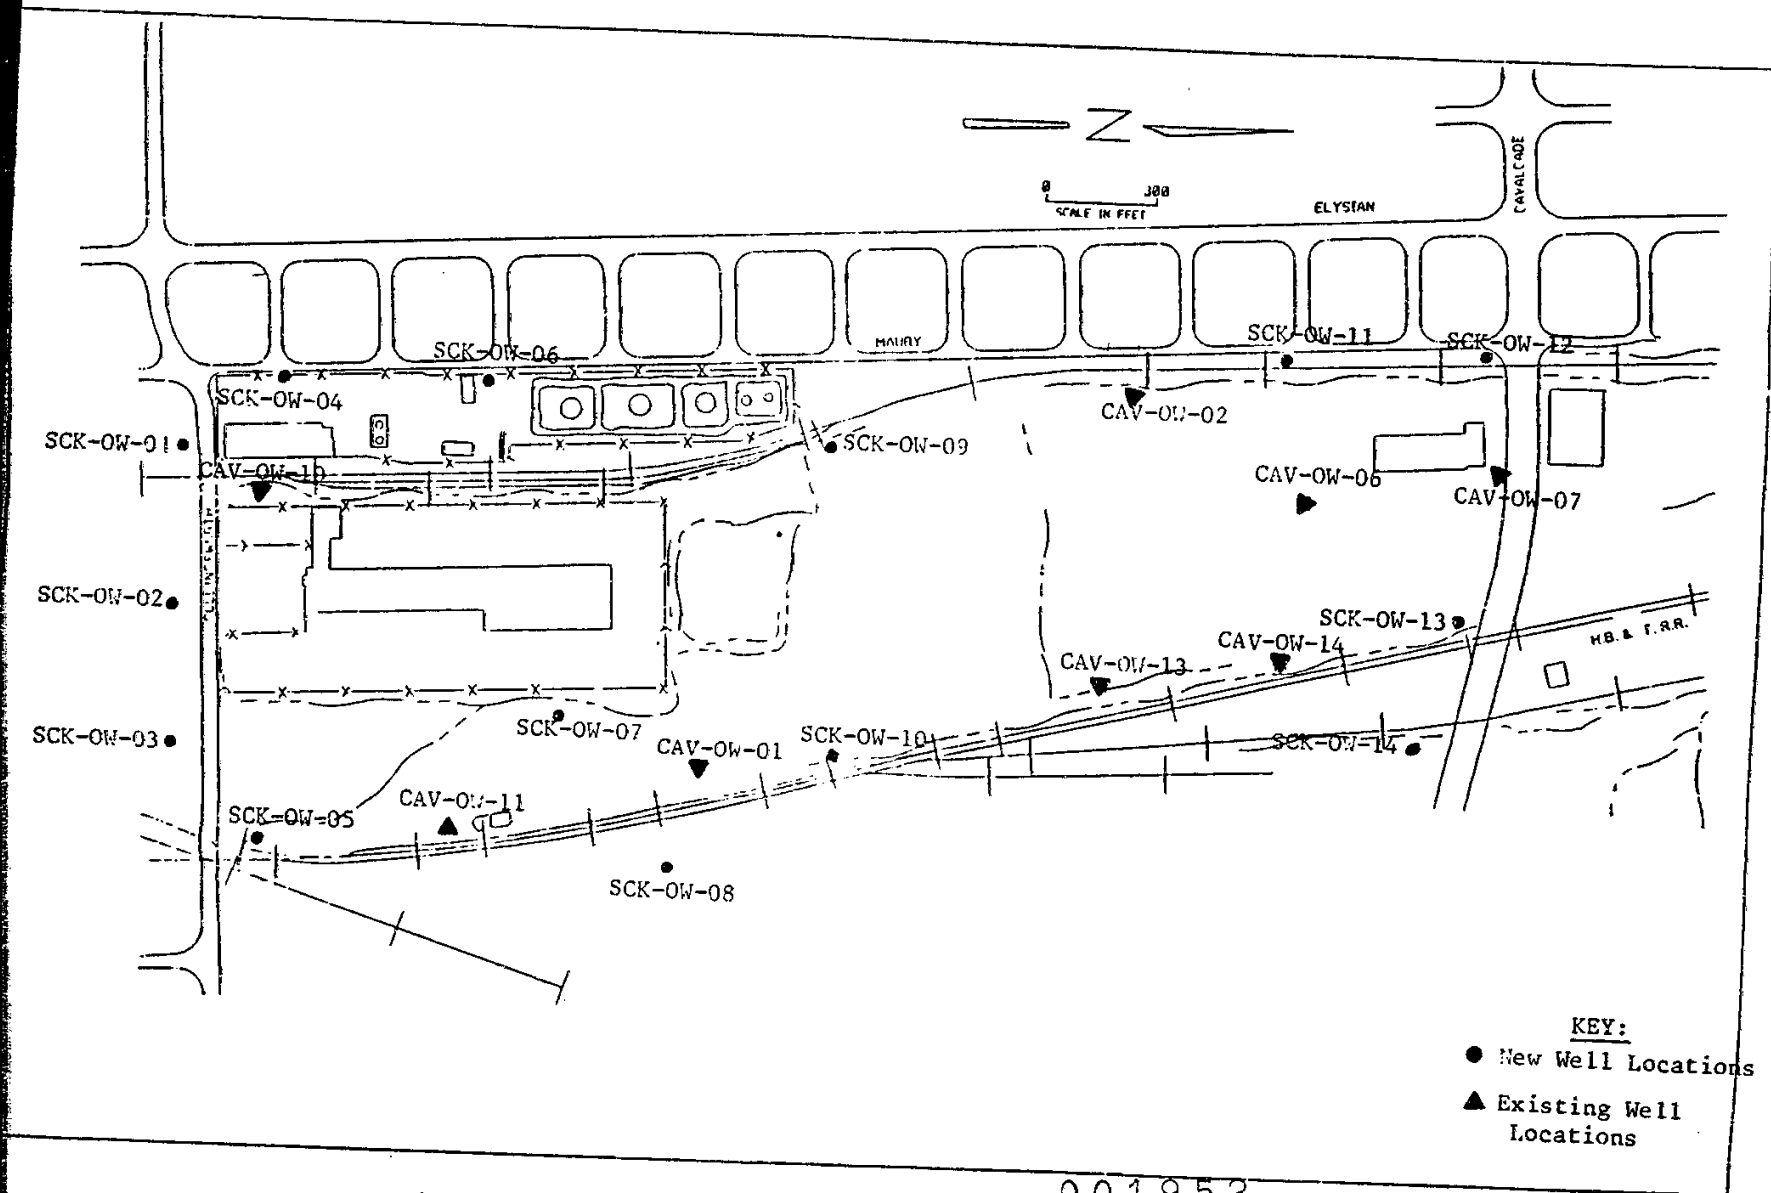 N
0 300
SCALE IN FEET
ELYSIAN
CAVALCADE
MAURY
SCK-OW-11
SCK-OW-12
SCK-OW-06
SCK-OW-04
CAV-OW-02
SCK-OW-01
SCK-OW-09
CAV-OW-10
CAV-OW-06
CAV-OW-07
SCK-OW-02
SCK-OW-13
H.B. & T. R.R.
CAV-OW-14
CAV-OW-13
SCK-OW-07
SCK-OW-03
SCK-OW-10
CAV-OW-01
SCK-OW-14
CAV-OW-11
SCK-OW-05
SCK-OW-08
KEY:
New Well Locations
Existing Well
Locations